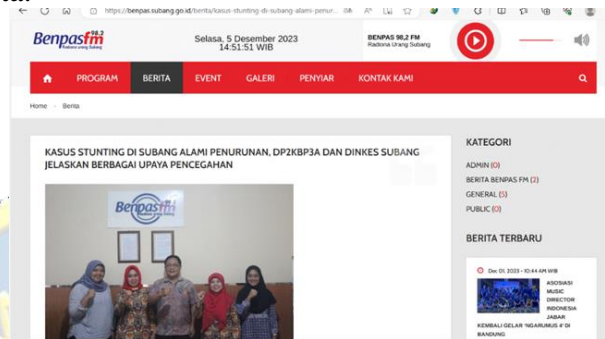 https://benpas.subang.go.id/berita/kasus-stunting-di-subang-alami-penur...
Benpasfm 98.2
Radiona Urang Subang
Selasa, 5 Desember 2023
14:51:51 WIB
BENPAS 98,2 FM
Radiona Urang Subang
PROGRAM BERITA EVENT GALERI PENYIAR KONTAK KAMI
Home - Berita
KASUS STUNTING DI SUBANG ALAMI PENURUNAN, DP2KBP3A DAN DINKES SUBANG
JELASKAN BERBAGAI UPAYA PENCEGAHAN
Benpasfm
KATEGORI
ADMIN (0)
BERITA BENPAS FM (2)
GENERAL (5)
PUBLIC (0)
BERITA TERBARU
Dec 01, 2023 - 10:44 AM WIB
ASOSIASI
MUSIC
DIRECTOR
INDONESIA
JABAR
KEMBALI GELAR 'NGARUMUS 4' DI
BANDUNG